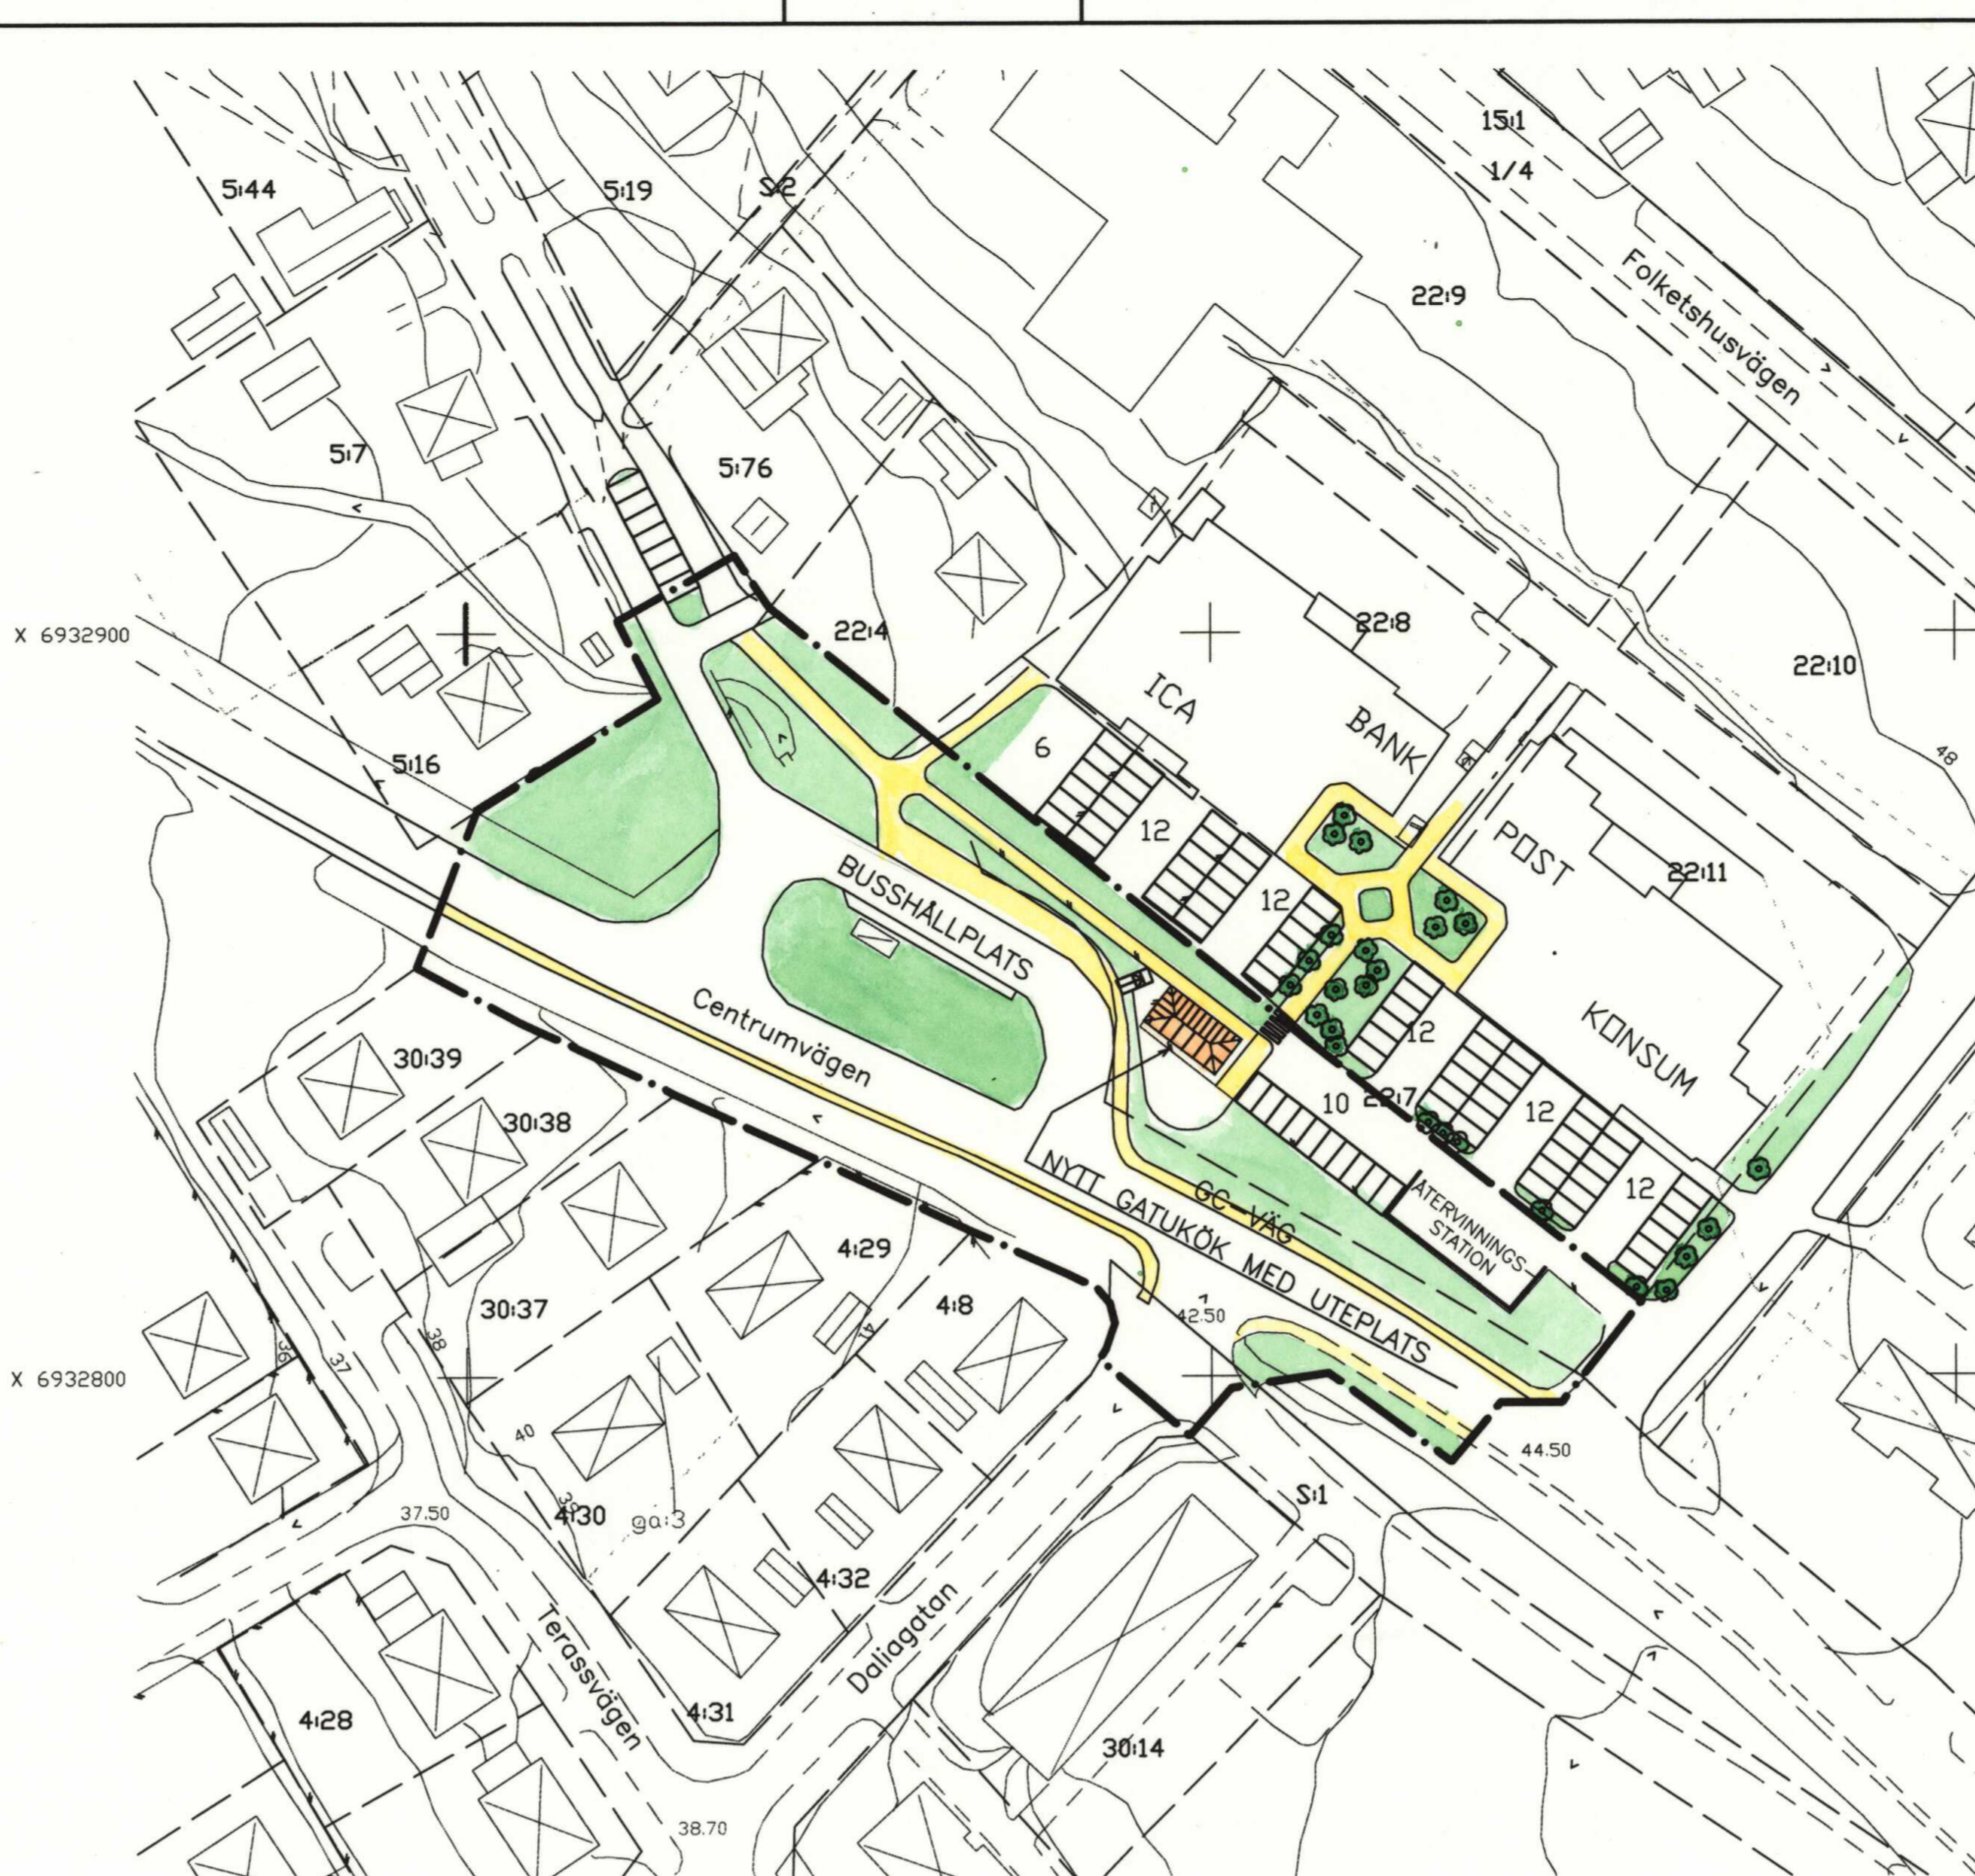 15:1
1/4
5:44
5:19
S:2
Folketshusvägen
22:9
5:7
5:76
X 6932900
22:4
22:8
22:10
ICA
BANK
48
6
5:16
12
POST
22:11
BUSSHÅLLPLATS
12
Centrumvägen
KONSUM
12
30:39
10
22:7
12
30:38
12
NYTT GATUKÖK MED UTEPLATS
GC-VÄG
ÅTERVINNINGS-
STATION
4:29
30:37
4:8
42.50
41
38
37
36
X 6932800
40
44.50
39
S:1
37.50
4:30
ga:3
4:32
Terassvägen
Daliagatan
4:31
4:28
30:14
38.70